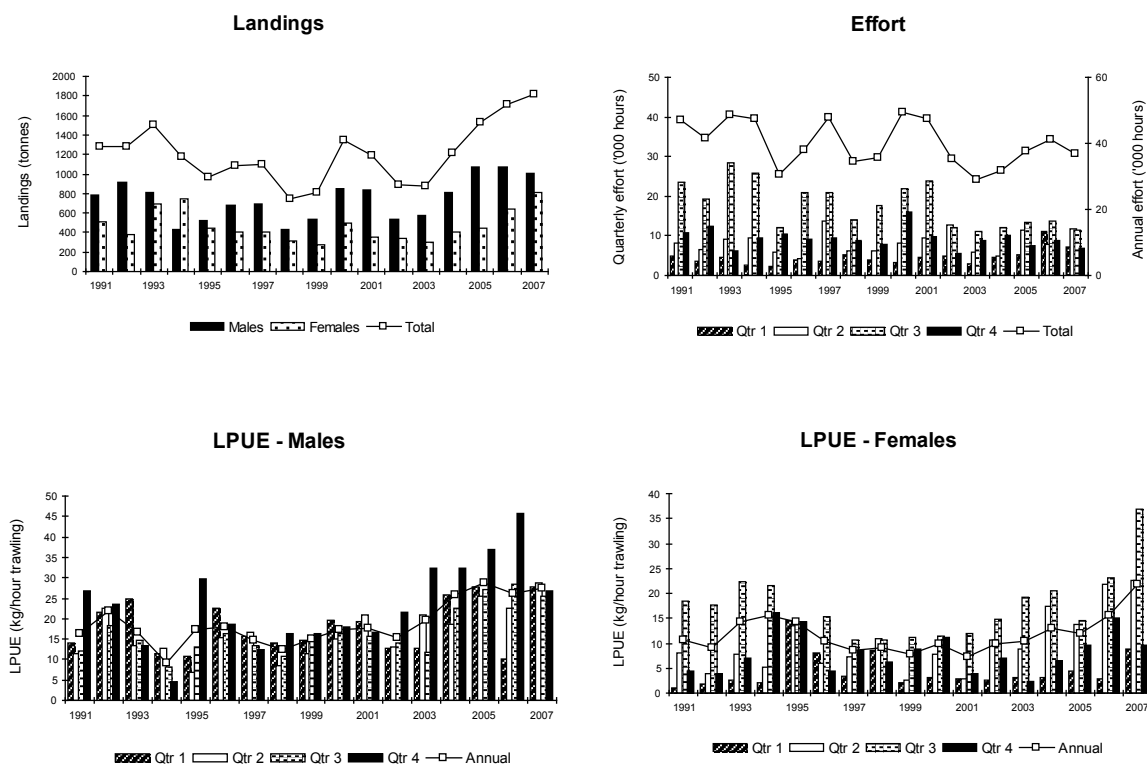 Landings
Landings (tonnes)
2000
1800
1600
1400
1200
1000
800
600
400
200
0
1991 1993 1995 1997 1999 2001 2003 2005 2007
Males Females Total
Effort
Quarterly effort ('000 hours)
50
40
30
20
10
0
60
40
20
0
Annual effort ('000 hours)
1991 1993 1995 1997 1999 2001 2003 2005 2007
Qtr 1 Qtr 2 Qtr 3 Qtr 4 Total
LPUE - Males
LPUE (kg/hour trawling)
50
45
40
35
30
25
20
15
10
5
0
1991 1993 1995 1997 1999 2001 2003 2005 2007
Qtr 1 Qtr 2 Qtr 3 Qtr 4 Annual
LPUE - Females
LPUE (kg/hour trawling)
40
35
30
25
20
15
10
5
0
1991 1993 1995 1997 1999 2001 2003 2005 2007
Qtr 1 Qtr 2 Qtr 3 Qtr 4 Annual